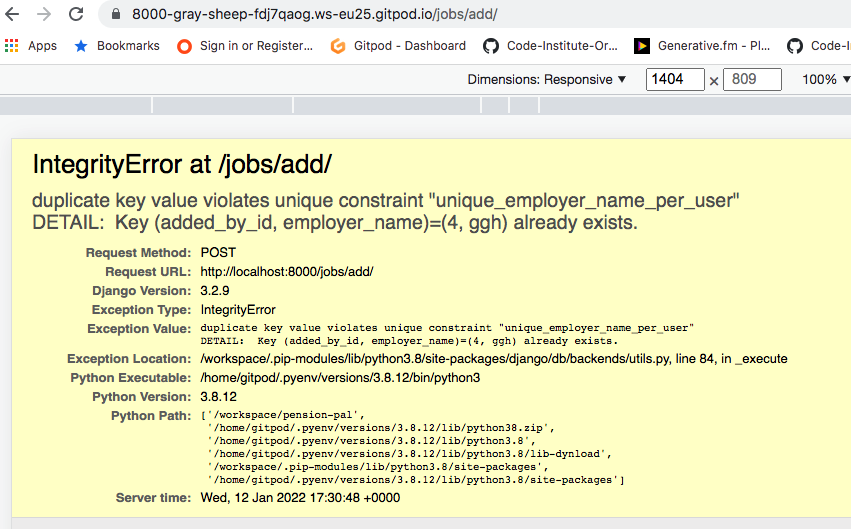 8000-gray-sheep-fdj7qaog.ws-eu25.gitpod.io/jobs/add/
Apps Bookmarks Sign in or Register... Gitpod - Dashboard Code-Institute-Or... Generative.fm - Pl... Code-I
Dimensions: Responsive ▼ 1404 × 809 100% ▼
IntegrityError at /jobs/add/
duplicate key value violates unique constraint "unique_employer_name_per_user"
DETAIL:  Key (added_by_id, employer_name)=(4, ggh) already exists.
Request Method: POST
Request URL: http://localhost:8000/jobs/add/
Django Version: 3.2.9
Exception Type: IntegrityError
Exception Value: duplicate key value violates unique constraint "unique_employer_name_per_user"
DETAIL:  Key (added_by_id, employer_name)=(4, ggh) already exists.
Exception Location: /workspace/.pip-modules/lib/python3.8/site-packages/django/db/backends/utils.py, line 84, in _execute
Python Executable: /home/gitpod/.pyenv/versions/3.8.12/bin/python3
Python Version: 3.8.12
Python Path: ['/workspace/pension-pal',
'/home/gitpod/.pyenv/versions/3.8.12/lib/python38.zip',
'/home/gitpod/.pyenv/versions/3.8.12/lib/python3.8',
'/home/gitpod/.pyenv/versions/3.8.12/lib/python3.8/lib-dynload',
'/workspace/.pip-modules/lib/python3.8/site-packages',
'/home/gitpod/.pyenv/versions/3.8.12/lib/python3.8/site-packages']
Server time: Wed, 12 Jan 2022 17:30:48 +0000